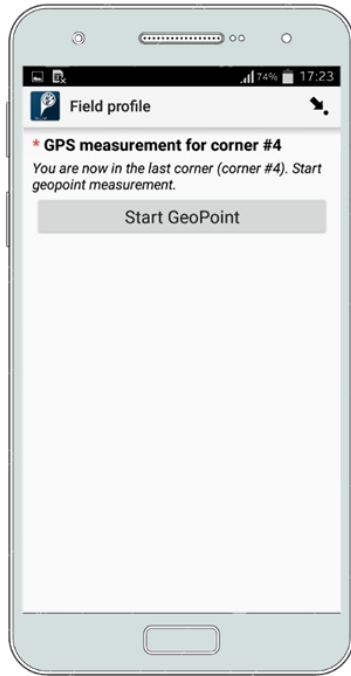 74% 17:23
Field profile
* GPS measurement for corner #4
You are now in the last corner (corner #4). Start
geopoint measurement.
Start GeoPoint